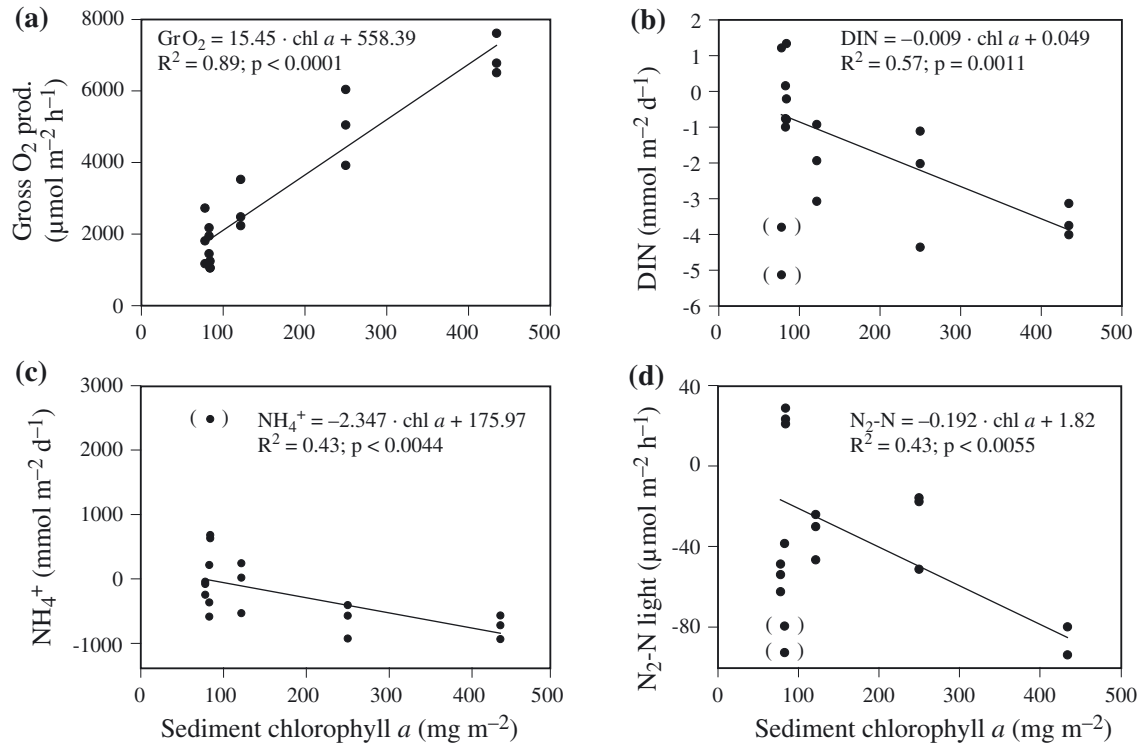 (a)
8000
6000
4000
2000
0
Gross O₂ prod.
(µmol m⁻² h⁻¹)
GrO₂ = 15.45 · chl a + 558.39
R² = 0.89; p < 0.0001
0 100 200 300 400 500
(b)
2
1
0
-1
-2
-3
-4
-5
-6
DIN (mmol m⁻² d⁻¹)
DIN = –0.009 · chl a + 0.049
R² = 0.57; p = 0.0011
( )
( )
0 100 200 300 400 500
(c)
3000
2000
1000
0
-1000
NH₄⁺ (mmol m⁻² d⁻¹)
( )
NH₄⁺ = –2.347 · chl a + 175.97
R² = 0.43; p < 0.0044
0 100 200 300 400 500
Sediment chlorophyll a (mg m⁻²)
(d)
40
0
-40
-80
N₂-N light (µmol m⁻² h⁻¹)
N₂-N = –0.192 · chl a + 1.82
R² = 0.43; p < 0.0055
( )
( )
0 100 200 300 400 500
Sediment chlorophyll a (mg m⁻²)